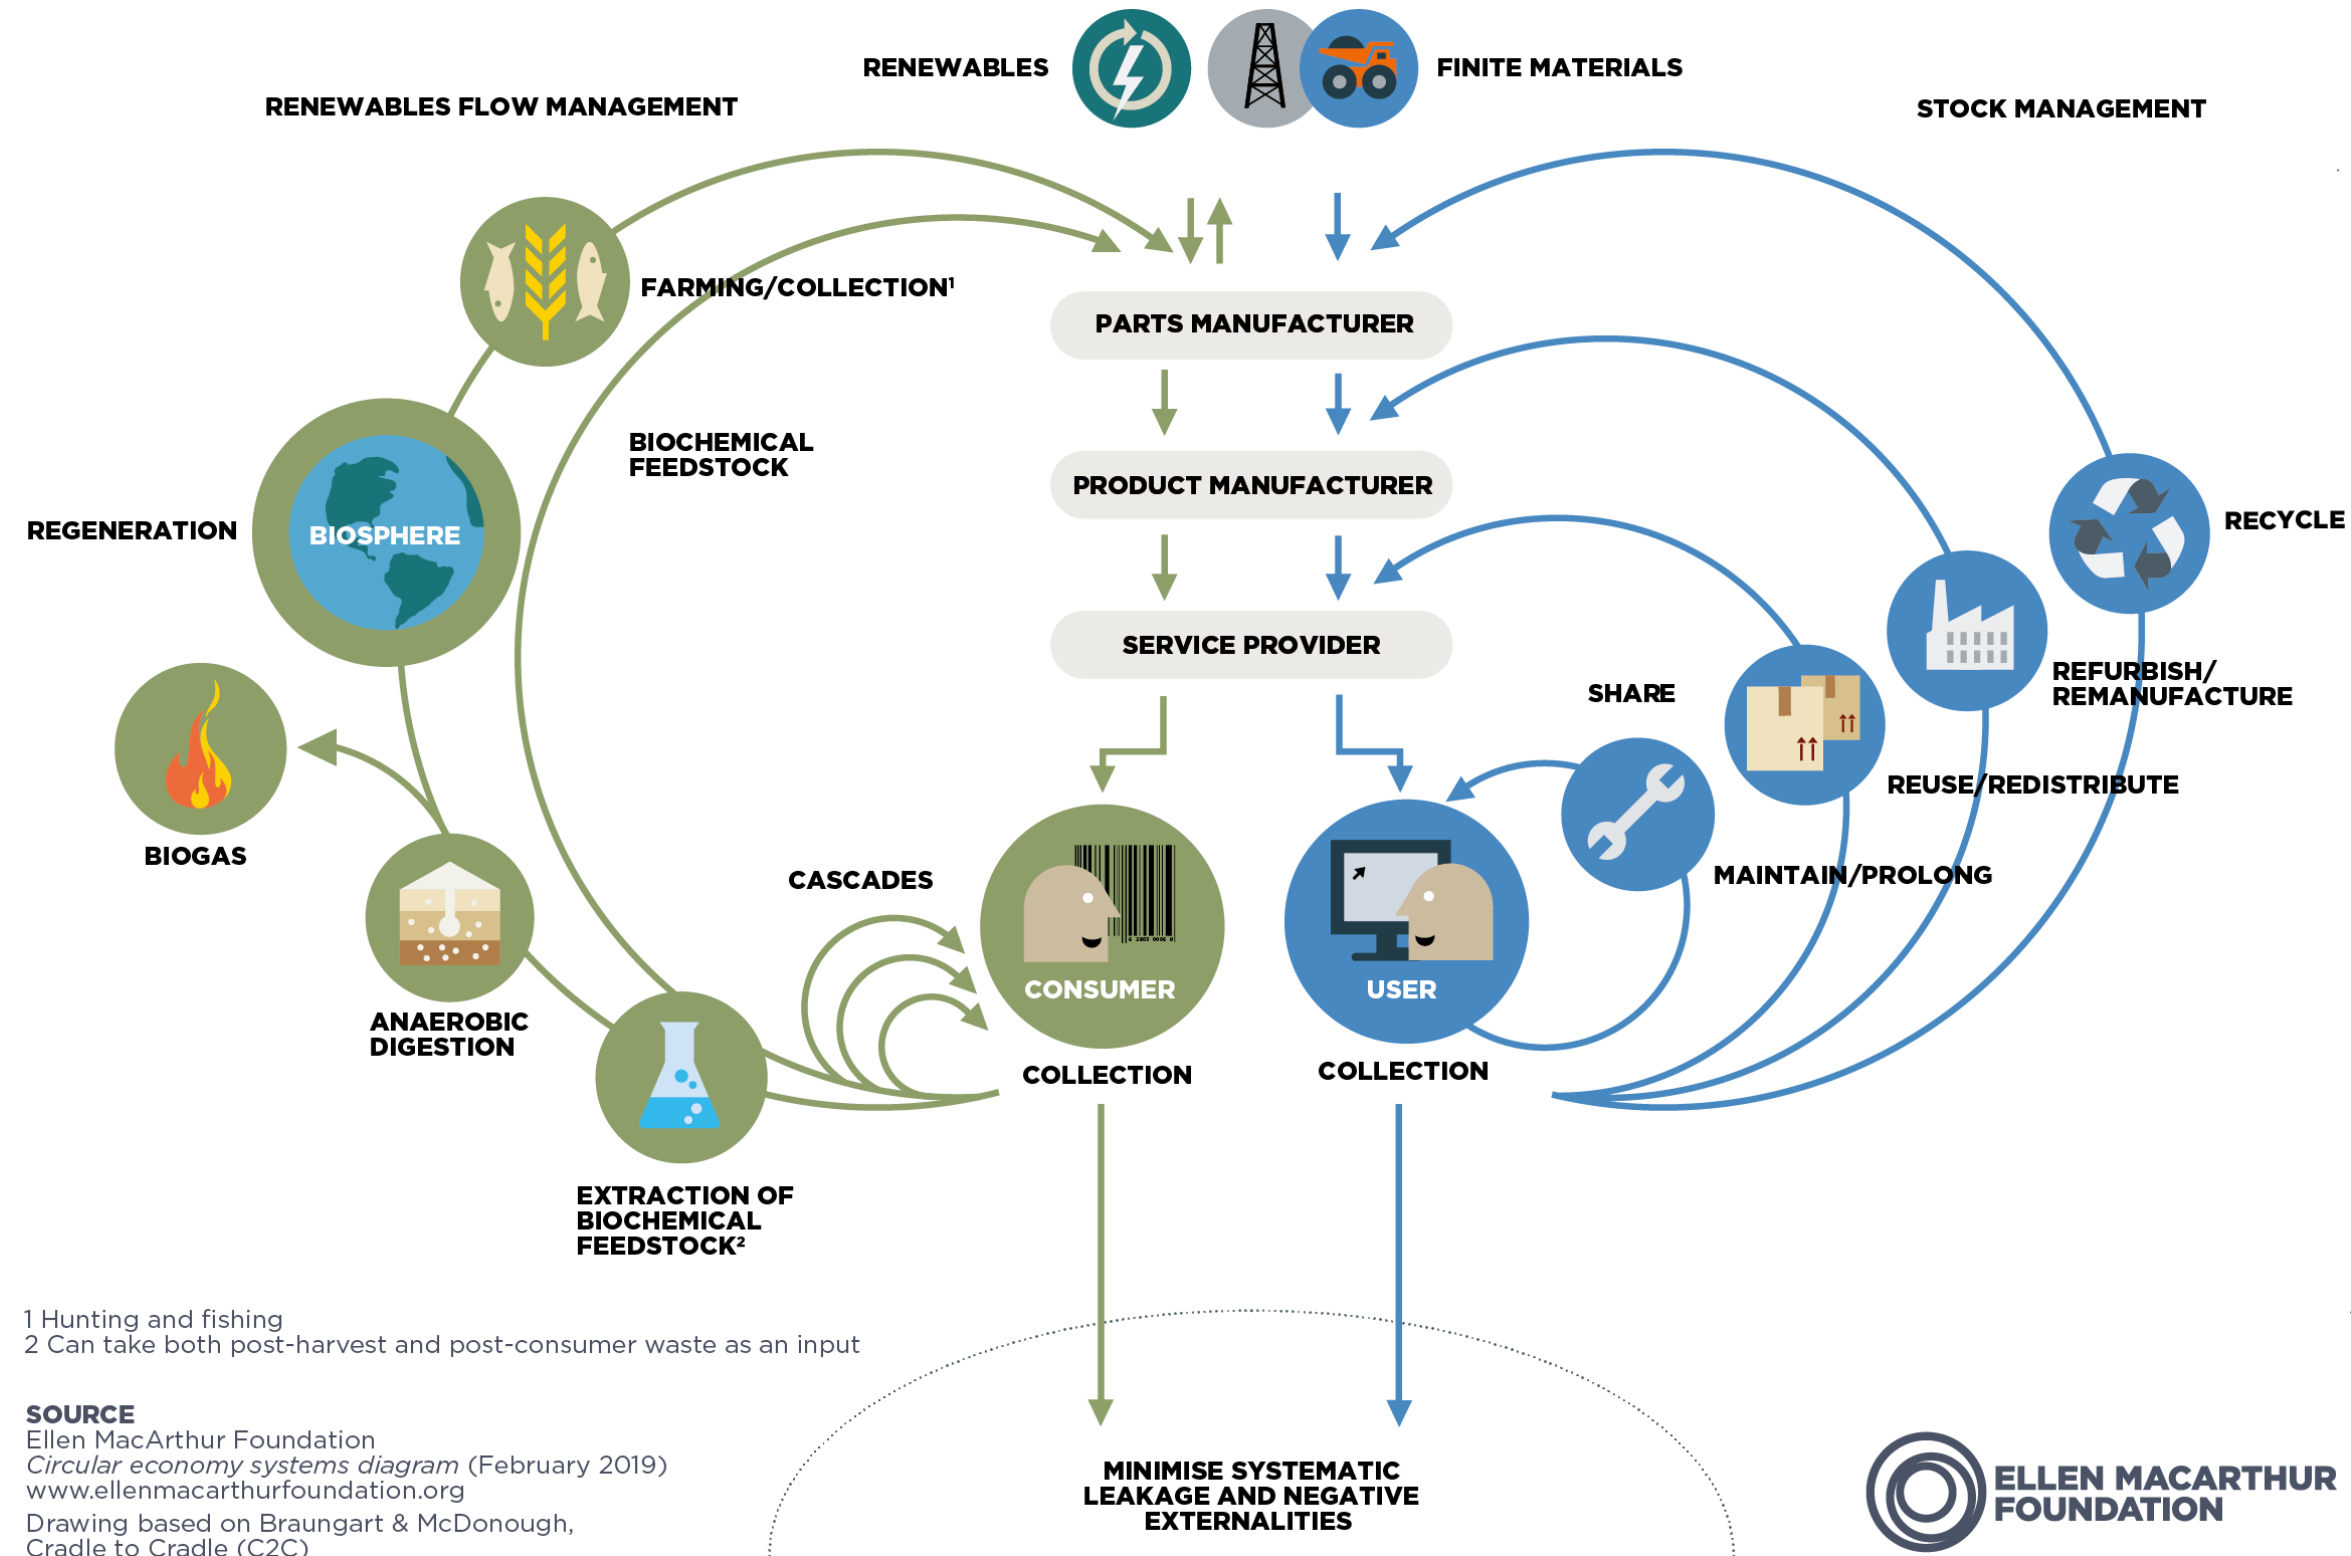 RENEWABLES
FINITE MATERIALS
RENEWABLES FLOW MANAGEMENT
STOCK MANAGEMENT
FARMING/COLLECTION¹
PARTS MANUFACTURER
BIOCHEMICAL
FEEDSTOCK
PRODUCT MANUFACTURER
REGENERATION
BIOSPHERE
RECYCLE
SERVICE PROVIDER
SHARE
REFURBISH/
REMANUFACTURE
REUSE/REDISTRIBUTE
BIOGAS
CASCADES
MAINTAIN/PROLONG
6 2803 0006 9
CONSUMER
USER
ANAEROBIC
DIGESTION
COLLECTION
COLLECTION
EXTRACTION OF
BIOCHEMICAL
FEEDSTOCK²
1 Hunting and fishing
2 Can take both post-harvest and post-consumer waste as an input
SOURCE
Ellen MacArthur Foundation
Circular economy systems diagram (February 2019)
www.ellenmacarthurfoundation.org
Drawing based on Braungart & McDonough,
Cradle to Cradle (C2C)
MINIMISE SYSTEMATIC
LEAKAGE AND NEGATIVE
EXTERNALITIES
ELLEN MACARTHUR
FOUNDATION